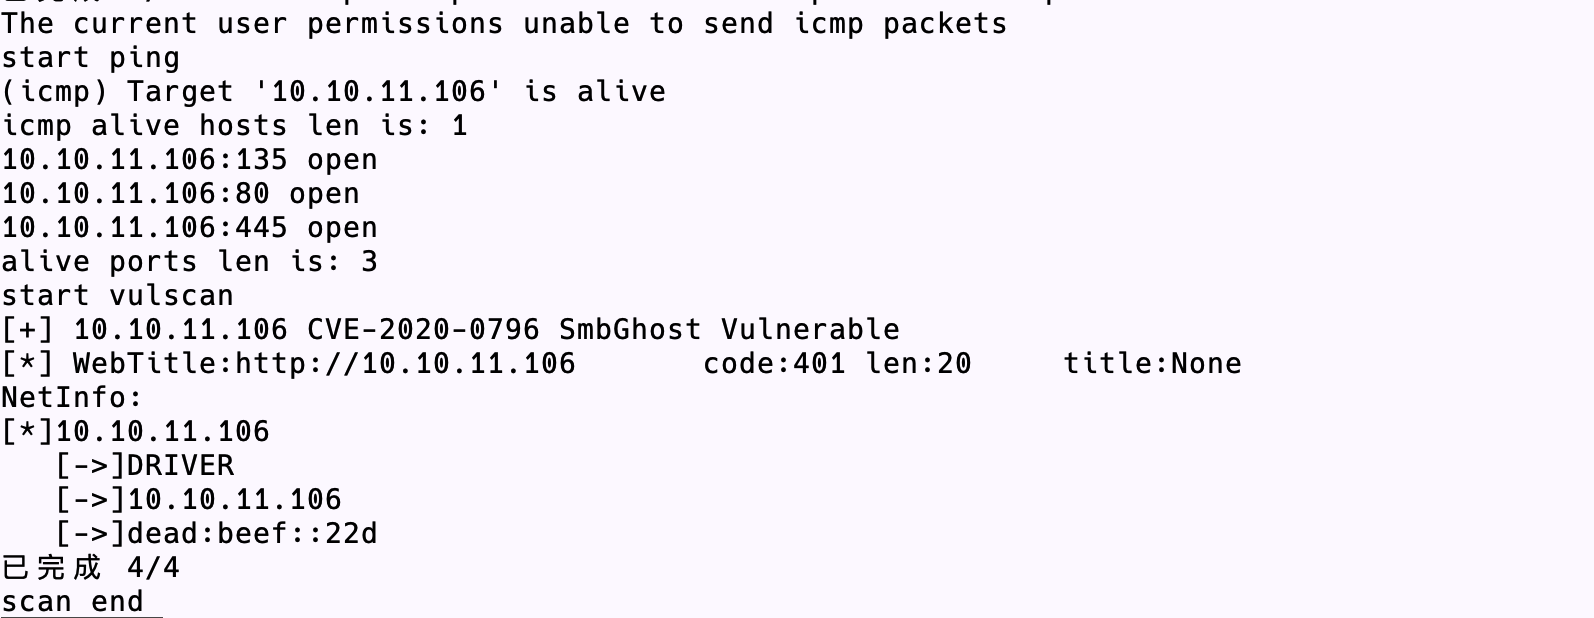 The current user permissions unable to send icmp packets
start ping
(icmp) Target '10.10.11.106' is alive
icmp alive hosts len is: 1
10.10.11.106:135 open
10.10.11.106:80 open
10.10.11.106:445 open
alive ports len is: 3
start vulscan
[+] 10.10.11.106 CVE-2020-0796 SmbGhost Vulnerable
[*] WebTitle:http://10.10.11.106       code:401 len:20     title:None
NetInfo:
[*]10.10.11.106
   [->]DRIVER
   [->]10.10.11.106
   [->]dead:beef::22d
已完成 4/4
scan end